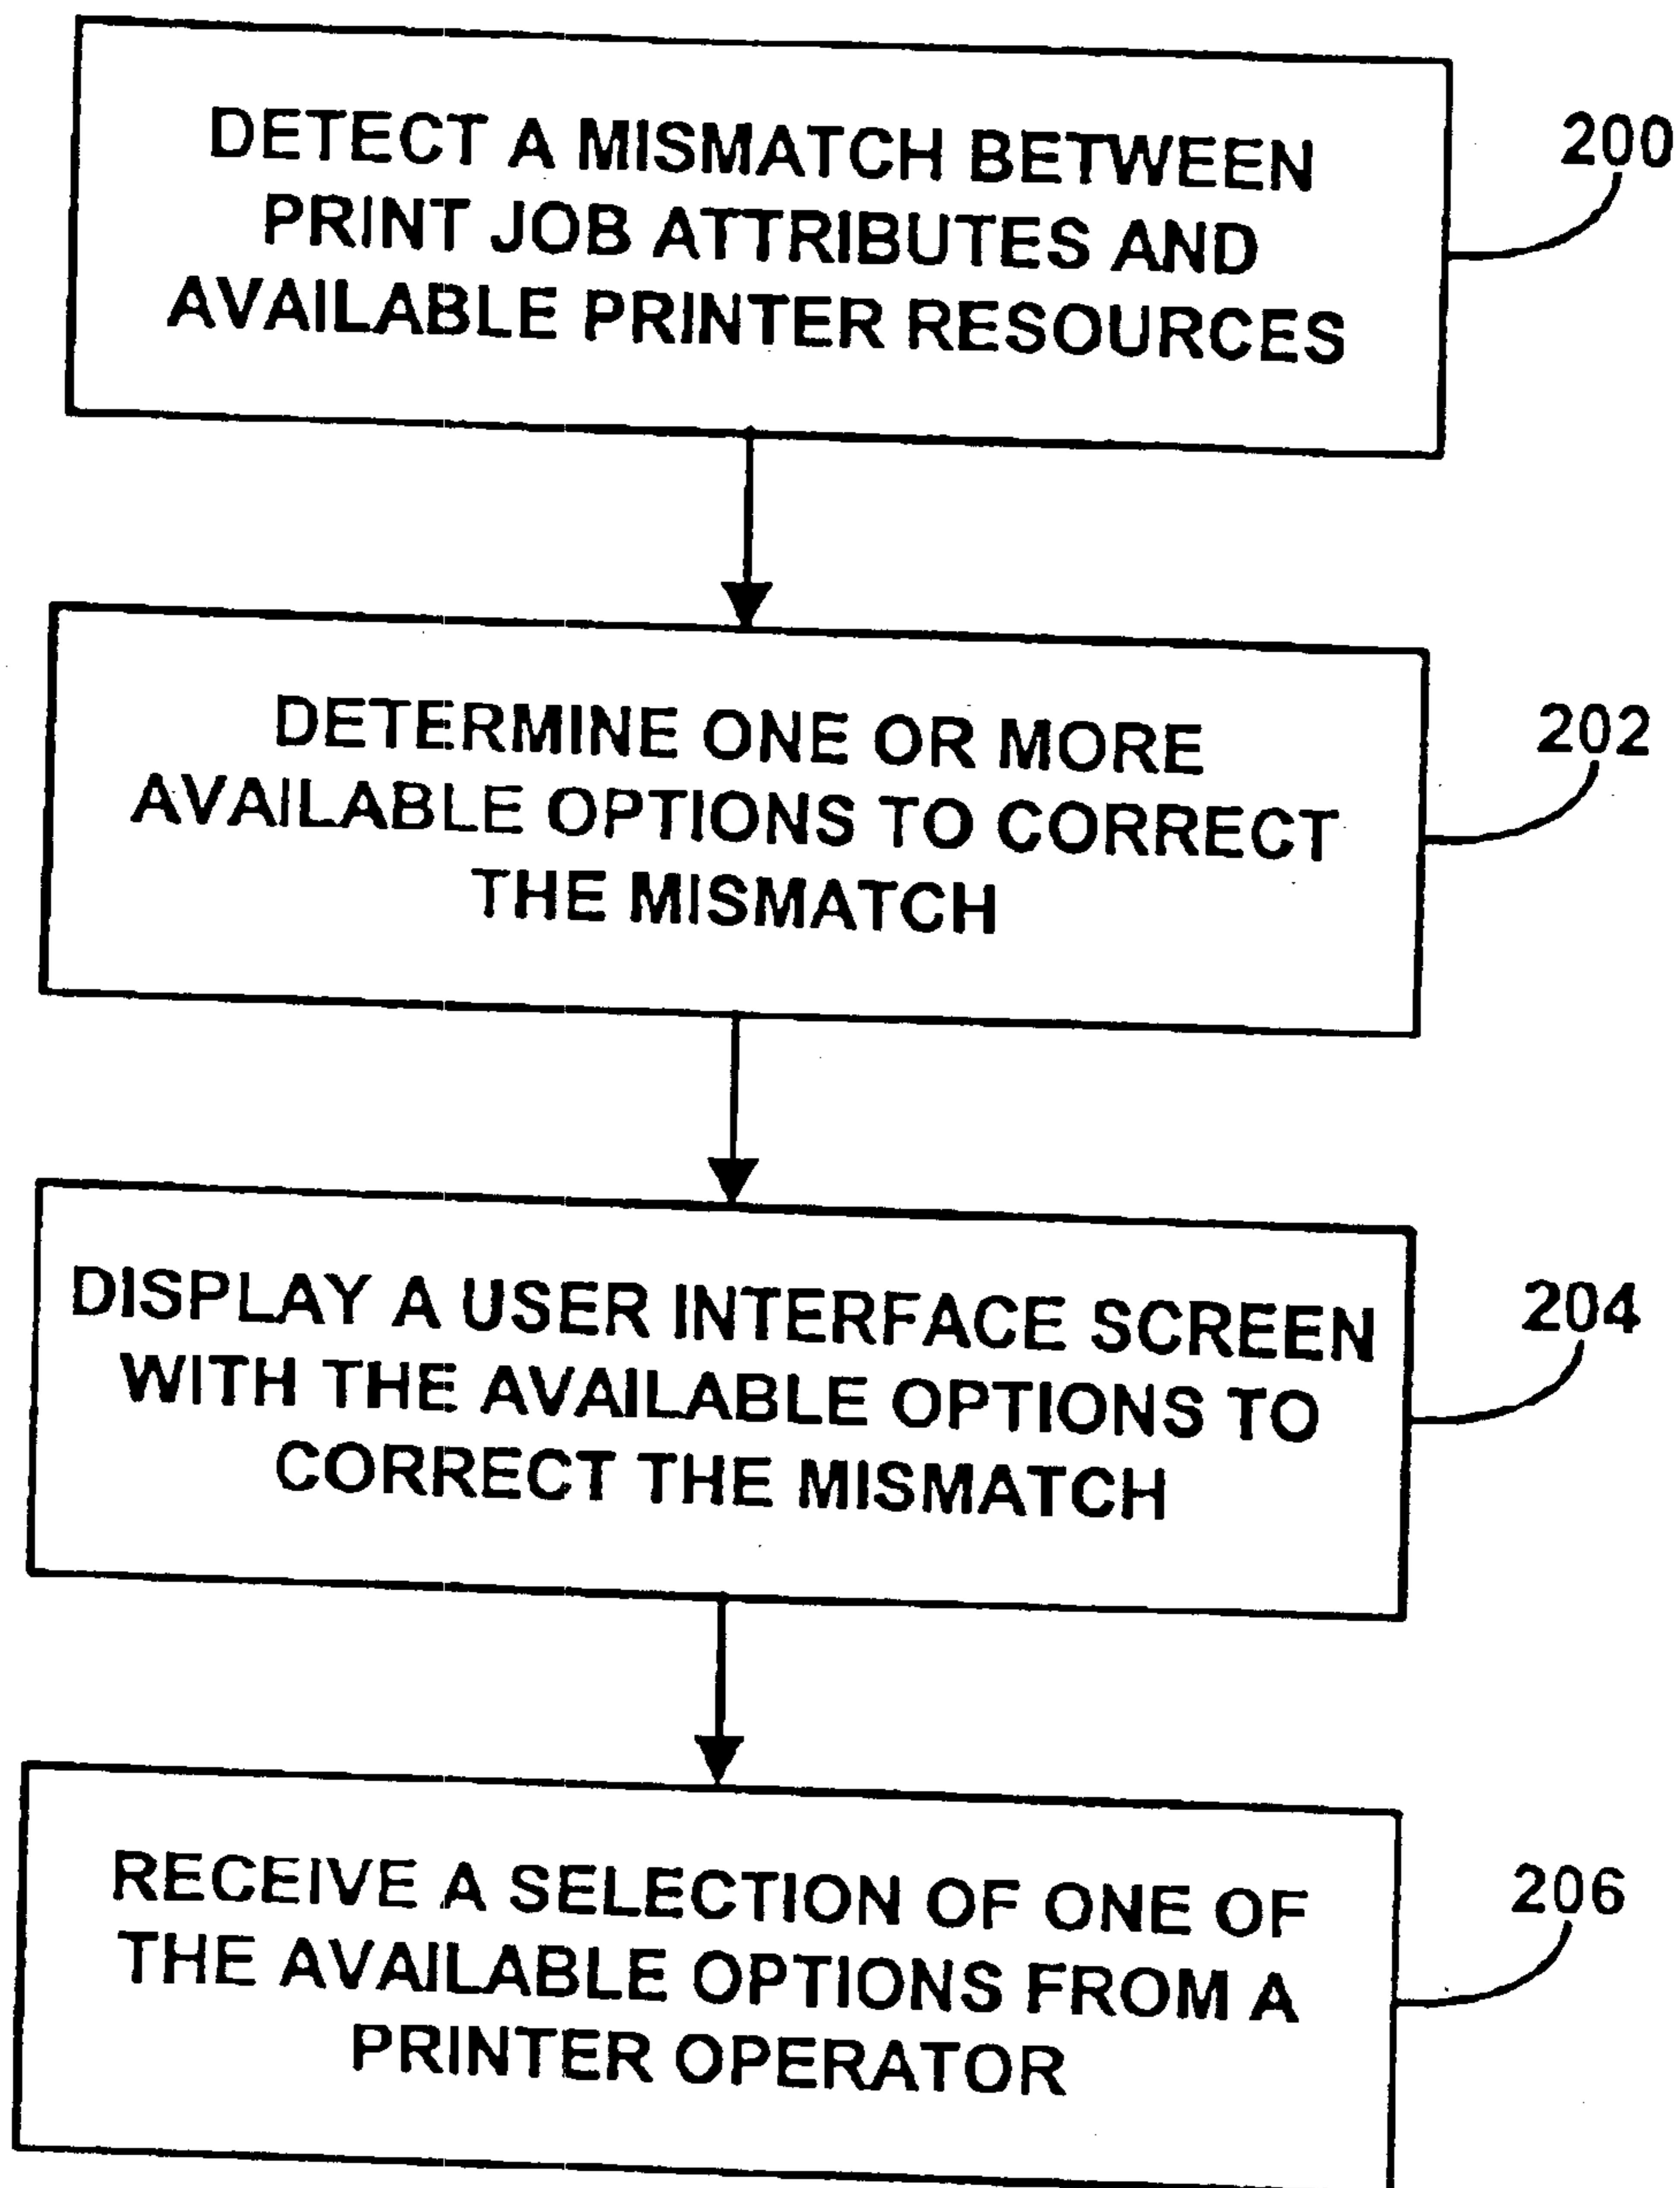 DETECT A MISMATCH BETWEEN
PRINT JOB ATTRIBUTES AND
AVAILABLE PRINTER RESOURCES
200
DETERMINE ONE OR MORE
AVAILABLE OPTIONS TO CORRECT
THE MISMATCH
202
DISPLAY A USER INTERFACE SCREEN
WITH THE AVAILABLE OPTIONS TO
CORRECT THE MISMATCH
204
RECEIVE A SELECTION OF ONE OF
THE AVAILABLE OPTIONS FROM A
PRINTER OPERATOR
206